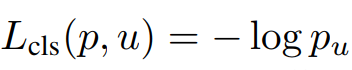 L_cls(p, u) = − log p_u